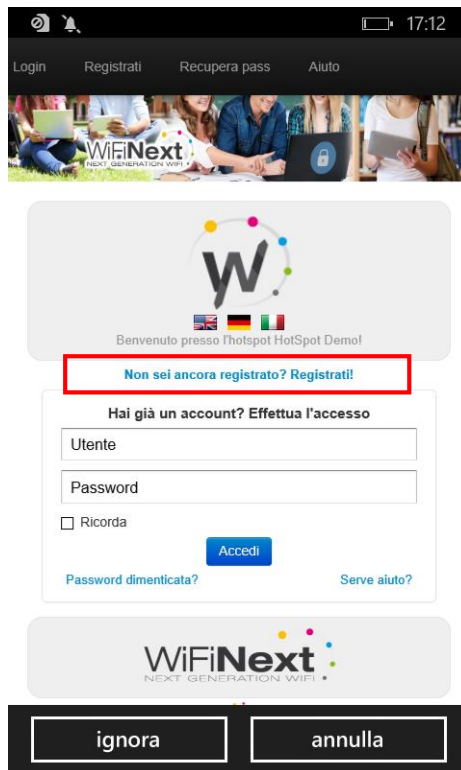 17:12
Login Registrati Recupera pass Aiuto
WiFiNext
NEXT GENERATION WIFI
W
Benvenuto presso l'hotspot HotSpot Demo!
Non sei ancora registrato? Registrati!
Hai già un account? Effettua l'accesso
Utente
Password
Ricorda
Accedi
Password dimenticata? Serve aiuto?
WiFiNext
NEXT GENERATION WIFI
ignora annulla